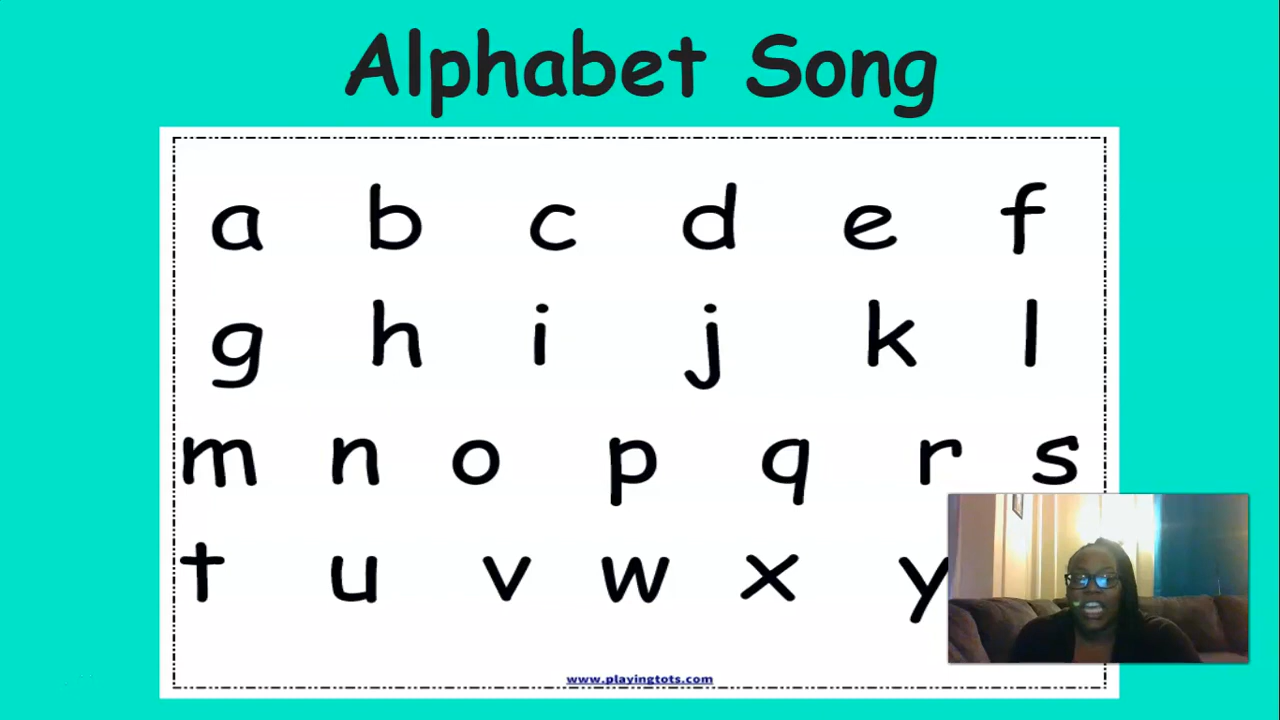 Alphabet Song
a b c d e f
g h i j k l
m n o p q r s
t u v w x y
www.playingtots.com